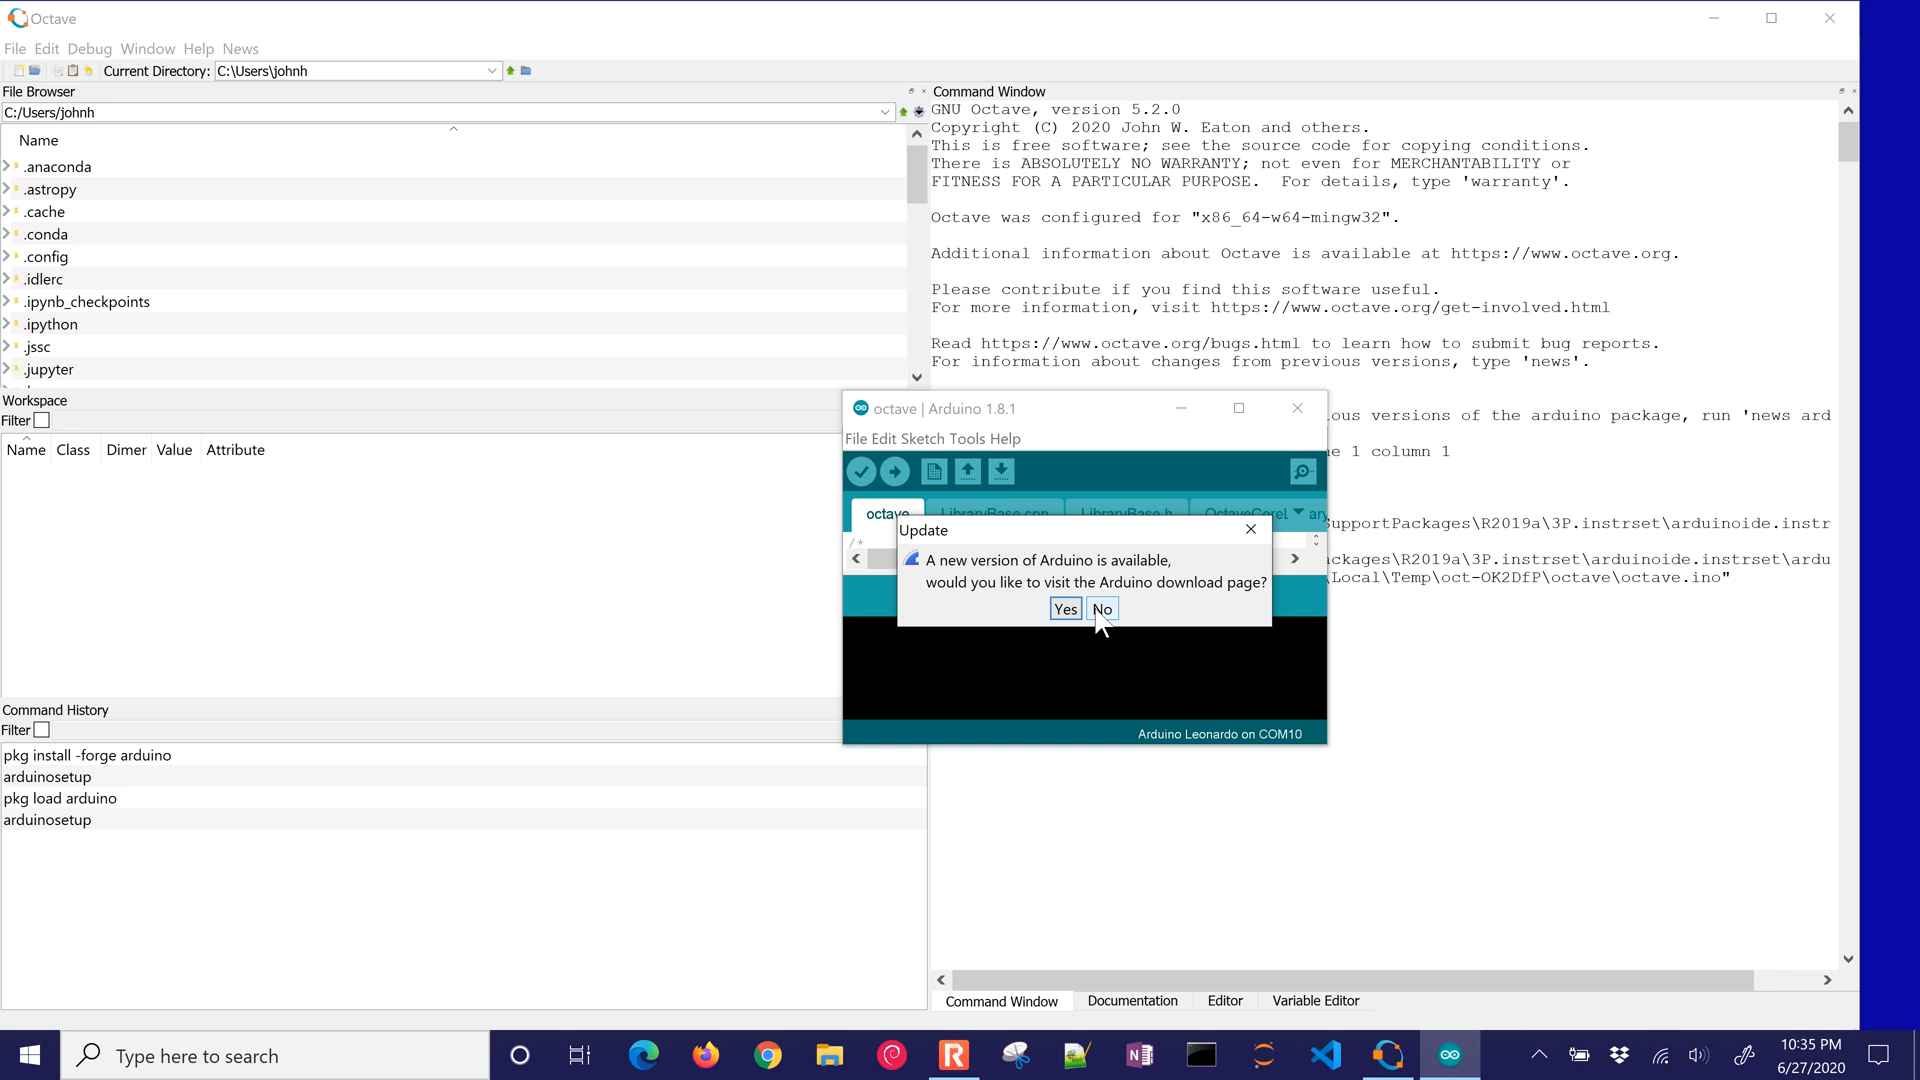 Octave
File Edit Debug Window Help News
Current Directory: C:\Users\johnh
File Browser
C:/Users/johnh
Name
.anaconda
.astropy
.cache
.conda
.config
.idlerc
.ipynb_checkpoints
.ipython
.jssc
.jupyter
Workspace
Filter
Name Class Dimer Value Attribute
Command History
Filter
pkg install -forge arduino
arduinosetup
pkg load arduino
arduinosetup
Command Window
GNU Octave, version 5.2.0
Copyright (C) 2020 John W. Eaton and others.
This is free software; see the source code for copying conditions.
There is ABSOLUTELY NO WARRANTY; not even for MERCHANTABILITY or
FITNESS FOR A PARTICULAR PURPOSE.  For details, type 'warranty'.
Octave was configured for "x86_64-w64-mingw32".
Additional information about Octave is available at https://www.octave.org.
Please contribute if you find this software useful.
For more information, visit https://www.octave.org/get-involved.html
Read https://www.octave.org/bugs.html to learn how to submit bug reports.
For information about changes from previous versions, type 'news'.
ous versions of the arduino package, run 'news ard
e 1 column 1
upportPackages\R2019a\3P.instrset\arduinoide.instr
ckages\R2019a\3P.instrset\arduinoide.instrset\ardu
\Local\Temp\oct-OK2DfP\octave\octave.ino"
octave | Arduino 1.8.1
File Edit Sketch Tools Help
octave LibraryBase.cpp LibraryBase.h OctaveCoreL ary
/*
Update
A new version of Arduino is available,
would you like to visit the Arduino download page?
Yes No
Arduino Leonardo on COM10
Command Window Documentation Editor Variable Editor
Type here to search
10:35 PM
6/27/2020